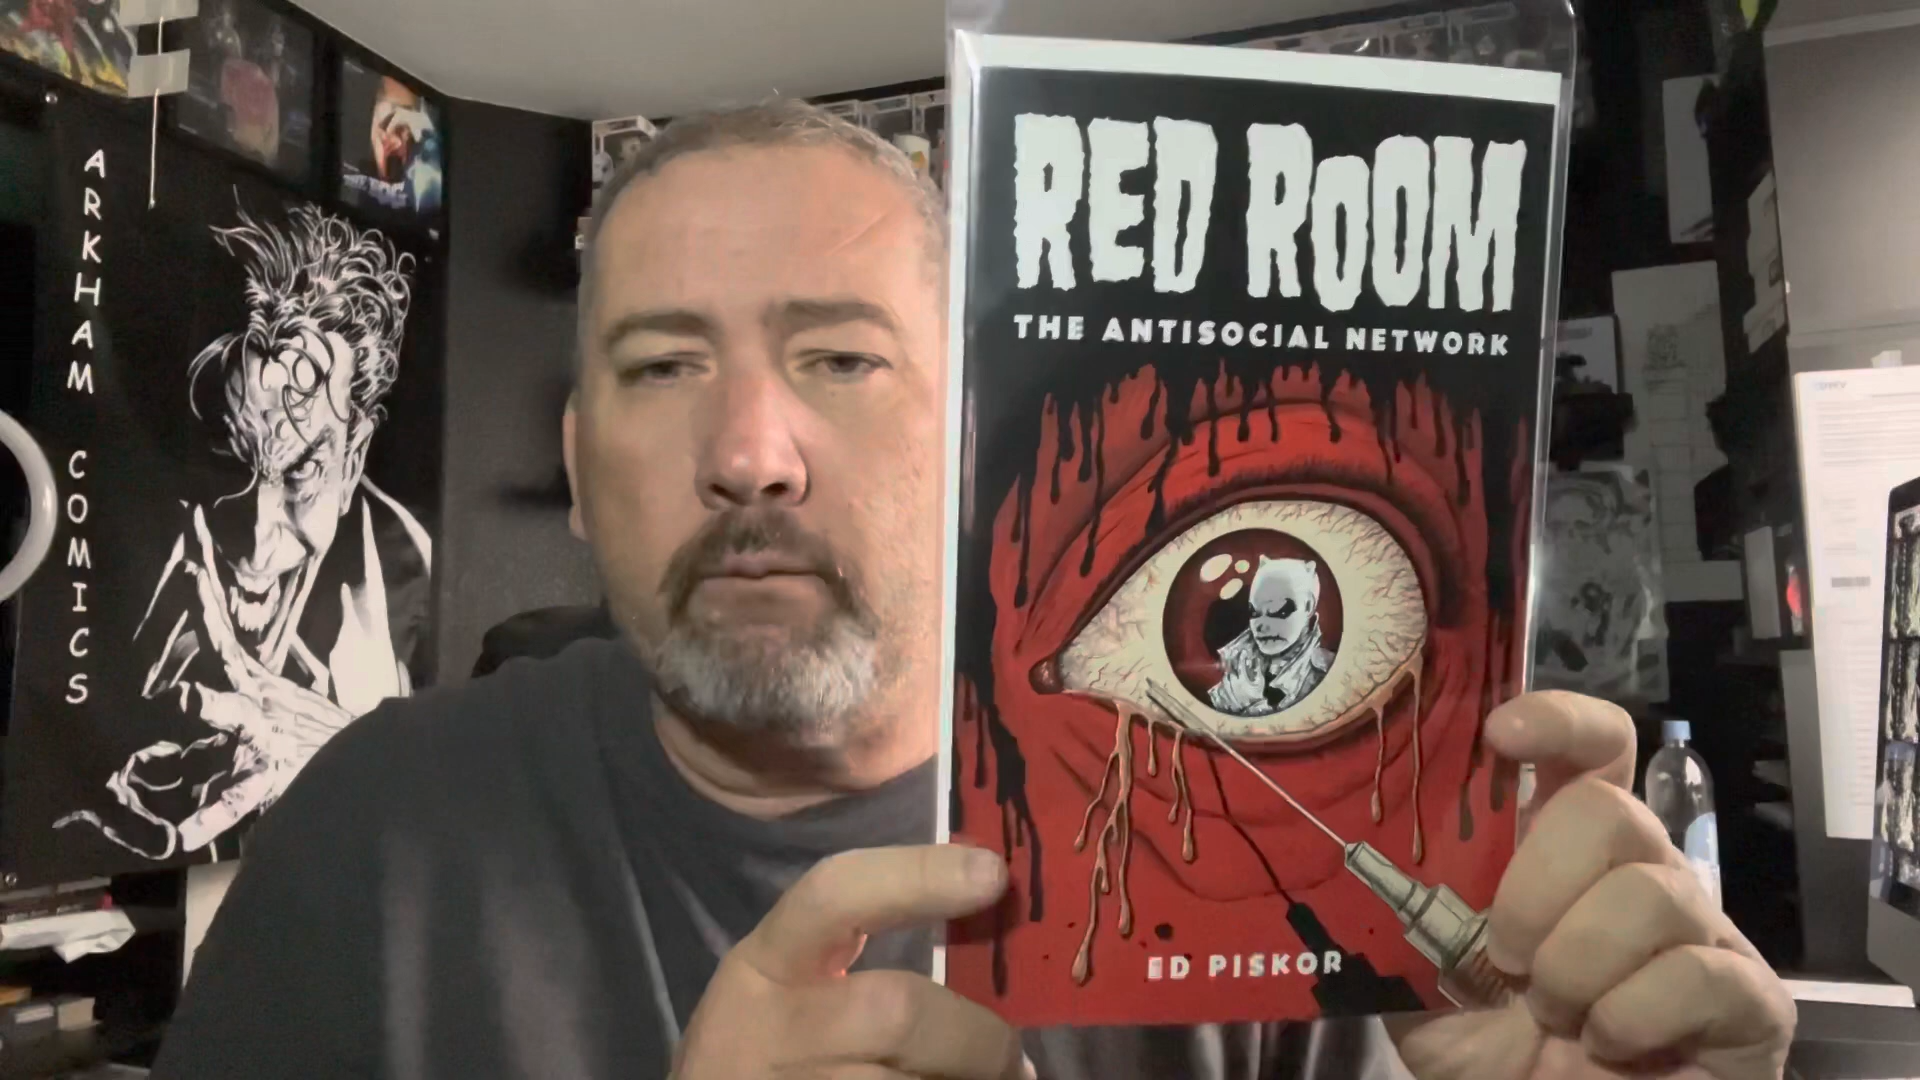 ARKHAM COMICS
RED ROOM
THE ANTISOCIAL NETWORK
ED PISKOR